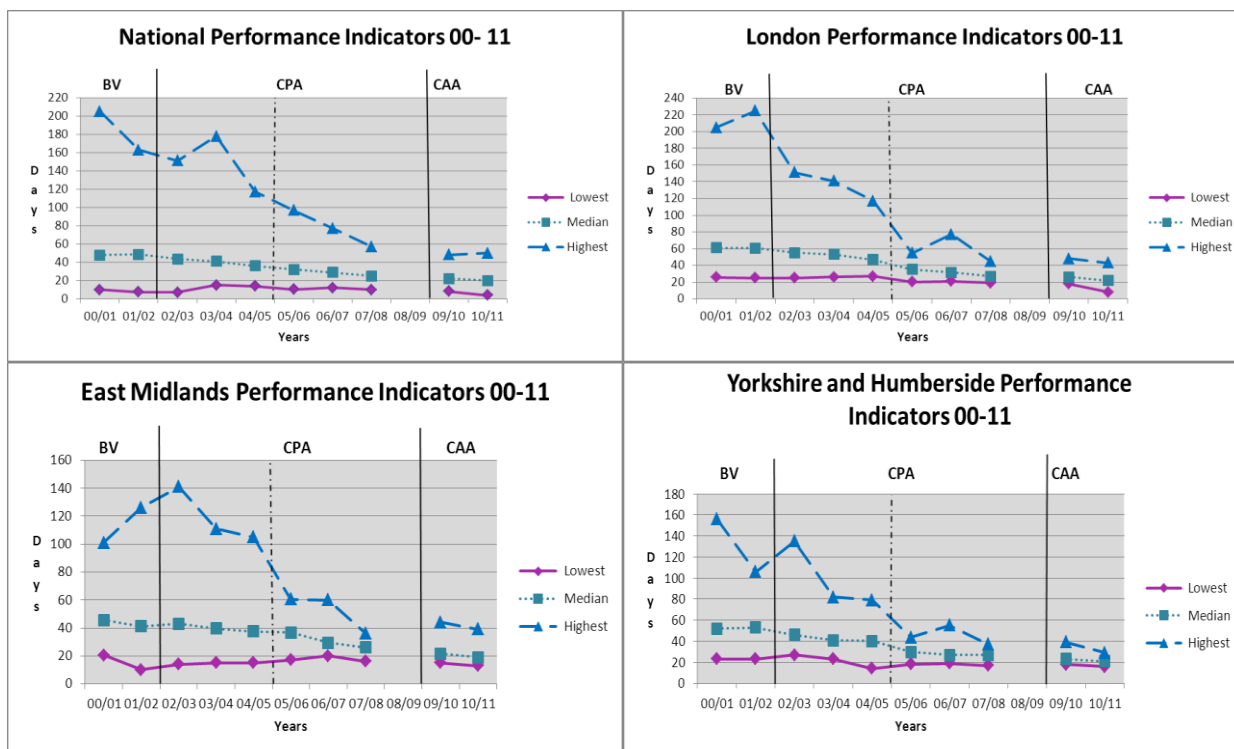 National Performance Indicators 00- 11
BV CPA CAA
220
200
180
160
140
120
100
80
60
40
20
0
Days
00/01 01/02 02/03 03/04 04/05 05/06 06/07 07/08 08/09 09/10 10/11
Years
Lowest
Median
Highest
London Performance Indicators 00-11
BV CPA CAA
240
220
200
180
160
140
120
100
80
60
40
20
0
Days
00/01 01/02 02/03 03/04 04/05 05/06 06/07 07/08 08/09 09/10 10/11
Years
Lowest
Median
Highest
East Midlands Performance Indicators 00-11
BV CPA CAA
160
140
120
100
80
60
40
20
0
Days
00/01 01/02 02/03 03/04 04/05 05/06 06/07 07/08 08/09 09/10 10/11
Years
Lowest
Median
Highest
Yorkshire and Humberside Performance
Indicators 00-11
BV CPA CAA
180
160
140
120
100
80
60
40
20
0
Days
00/01 01/02 02/03 03/04 04/05 05/06 06/07 07/08 08/09 09/10 10/11
Years
Lowest
Median
Highest